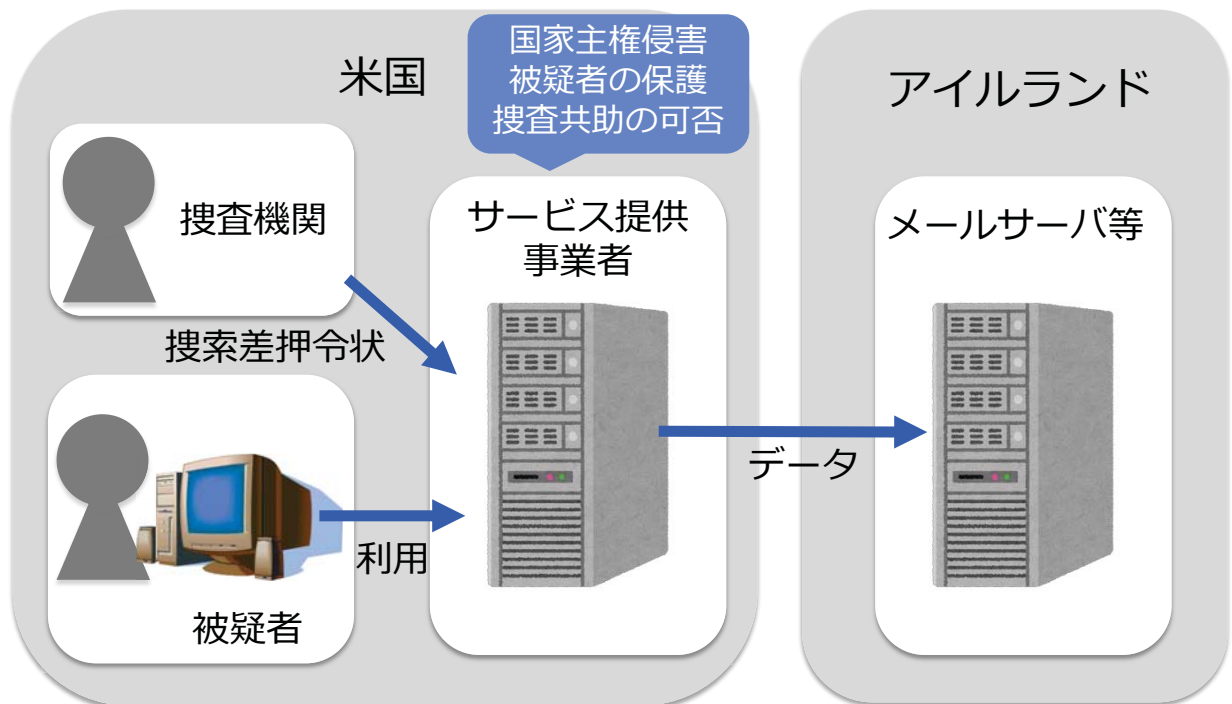 米国
国家主権侵害
被疑者の保護
捜査共助の可否
アイルランド
捜査機関
サービス提供
事業者
メールサーバ等
捜索差押令状
データ
利用
被疑者